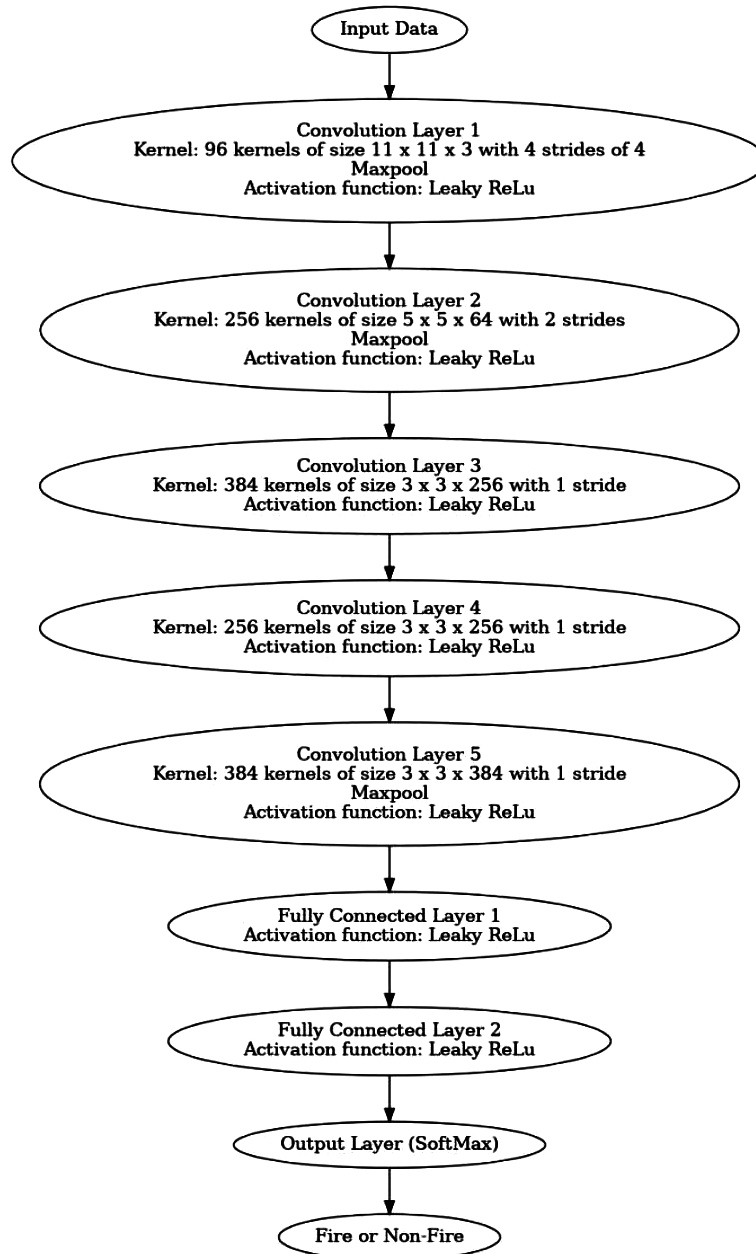 Input Data
Convolution Layer 1
Kernel: 96 kernels of size 11 x 11 x 3 with 4 strides of 4
Maxpool
Activation function: Leaky ReLu
Convolution Layer 2
Kernel: 256 kernels of size 5 x 5 x 64 with 2 strides
Maxpool
Activation function: Leaky ReLu
Convolution Layer 3
Kernel: 384 kernels of size 3 x 3 x 256 with 1 stride
Activation function: Leaky ReLu
Convolution Layer 4
Kernel: 256 kernels of size 3 x 3 x 256 with 1 stride
Activation function: Leaky ReLu
Convolution Layer 5
Kernel: 384 kernels of size 3 x 3 x 384 with 1 stride
Maxpool
Activation function: Leaky ReLu
Fully Connected Layer 1
Activation function: Leaky ReLu
Fully Connected Layer 2
Activation function: Leaky ReLu
Output Layer (SoftMax)
Fire or Non-Fire